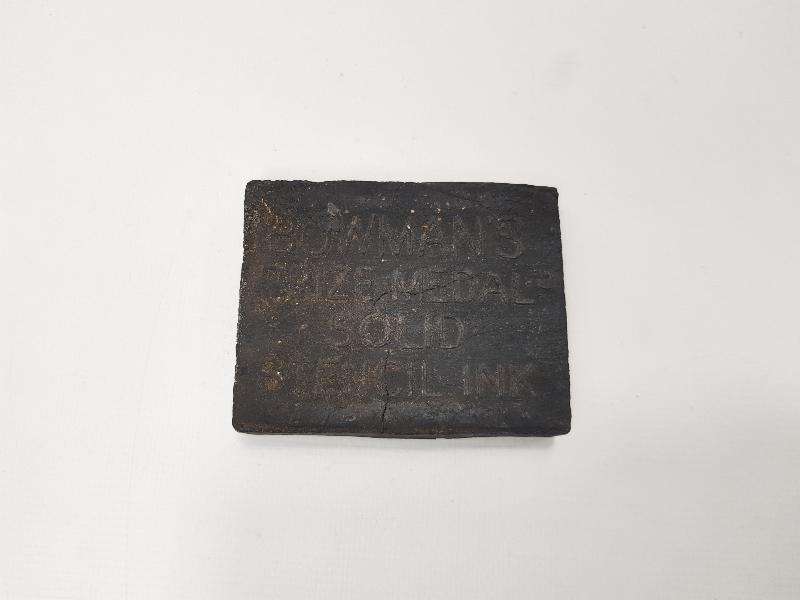 BOWMAN'S
PRIZE MEDAL
SOLID
STENCIL INK